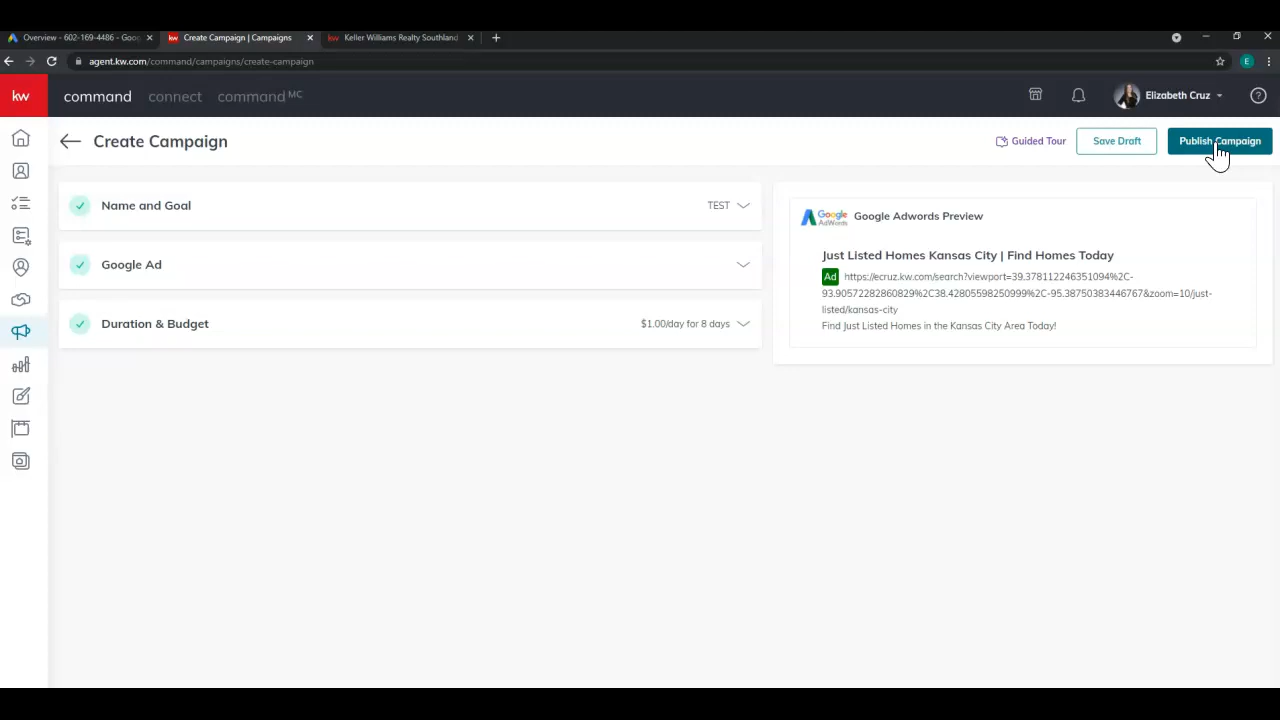 Overview - 602-169-4486 - Goog
Create Campaign | Campaigns
kw Keller Williams Realty Southland
agent.kw.com/command/campaigns/create-campaign
E
kw
command
connect
command MC
Elizabeth Cruz
Create Campaign
Guided Tour
Save Draft
Publish Campaign
Name and Goal
TEST
Google Ad
Duration & Budget
$1.00/day for 8 days
Google AdWords
Google Adwords Preview
Just Listed Homes Kansas City | Find Homes Today
Ad https://ecruz.kw.com/search?viewport=39.378112246351094%2C-
93.90572282860829%2C38.42805598250999%2C-95.38750383446767&zoom=10/just-
listed/kansas-city
Find Just Listed Homes in the Kansas City Area Today!